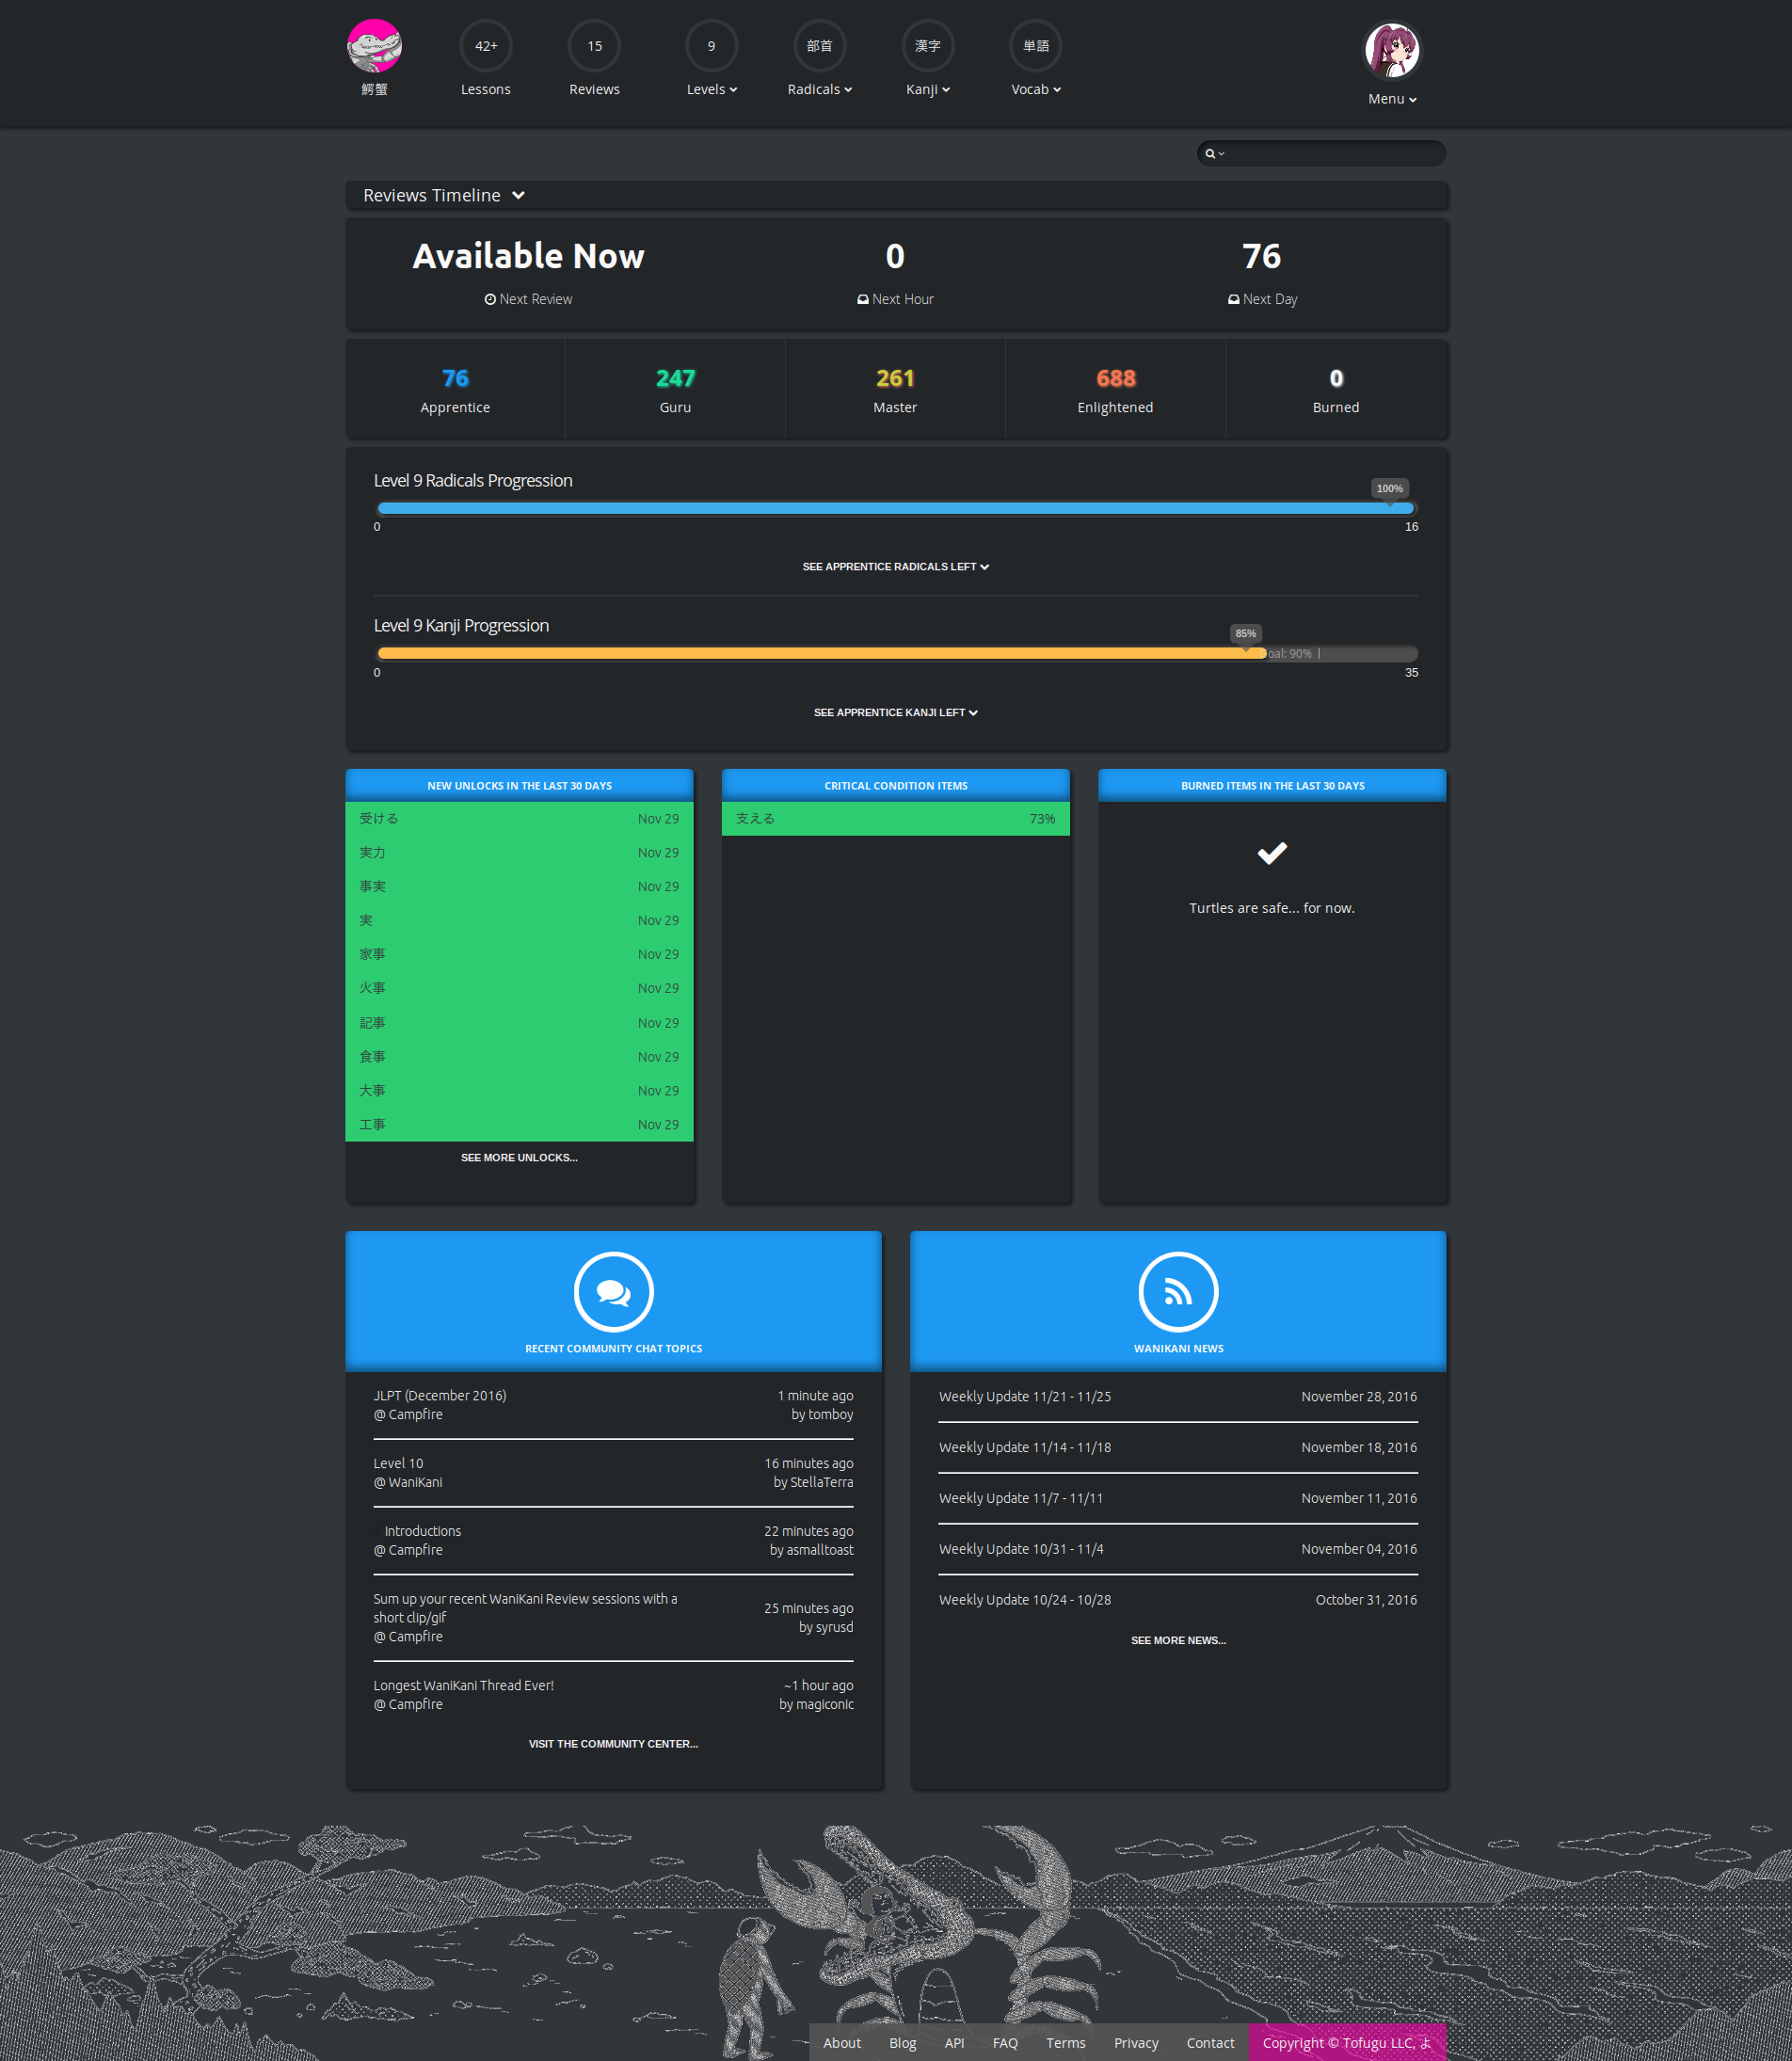 42+
15
9
部首
漢字
単語
鰐蟹
Lessons
Reviews
Levels
Radicals
Kanji
Vocab
Menu
Reviews Timeline
Available Now
0
76
Next Review
Next Hour
Next Day
76
247
261
688
0
Apprentice
Guru
Master
Enlightened
Burned
Level 9 Radicals Progression
100%
0
16
SEE APPRENTICE RADICALS LEFT
Level 9 Kanji Progression
85%
oal: 90%
0
35
SEE APPRENTICE KANJI LEFT
NEW UNLOCKS IN THE LAST 30 DAYS
受ける Nov 29
実力 Nov 29
事実 Nov 29
実 Nov 29
家事 Nov 29
火事 Nov 29
記事 Nov 29
食事 Nov 29
大事 Nov 29
工事 Nov 29
SEE MORE UNLOCKS...
CRITICAL CONDITION ITEMS
支える 73%
BURNED ITEMS IN THE LAST 30 DAYS
Turtles are safe... for now.
RECENT COMMUNITY CHAT TOPICS
JLPT (December 2016) 1 minute ago
@ Campfire by tomboy
Level 10 16 minutes ago
@ WaniKani by StellaTerra
Introductions 22 minutes ago
@ Campfire by asmalltoast
Sum up your recent WaniKani Review sessions with a
short clip/gif
@ Campfire
25 minutes ago
by syrusd
Longest WaniKani Thread Ever! ~1 hour ago
@ Campfire by magiconic
VISIT THE COMMUNITY CENTER...
WANIKANI NEWS
Weekly Update 11/21 - 11/25 November 28, 2016
Weekly Update 11/14 - 11/18 November 18, 2016
Weekly Update 11/7 - 11/11 November 11, 2016
Weekly Update 10/31 - 11/4 November 04, 2016
Weekly Update 10/24 - 10/28 October 31, 2016
SEE MORE NEWS...
About Blog API FAQ Terms Privacy Contact Copyright © Tofugu LLC, よ